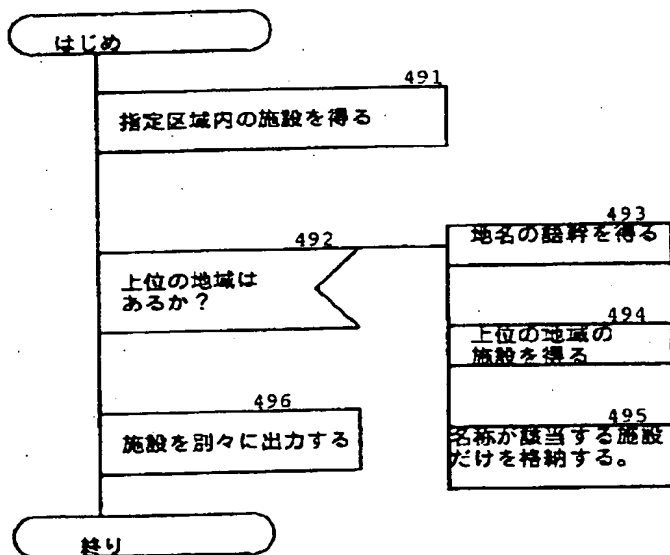 はじめ
491
指定区域内の施設を得る
492
上位の地域は
あるか？
493
地名の語幹を得る
494
上位の地域の
施設を得る
495
名称が該当する施設
だけを格納する。
496
施設を別々に出力する
終り